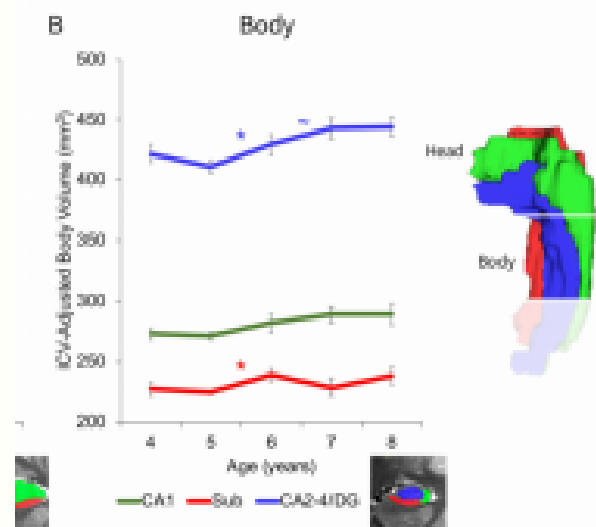 B Body
500
450
400
350
300
250
200
ICV-Adjusted Body Volume (mm³)
*
~
*
4 5 6 7 8
Age (years)
CA1 Sub CA2-4/DG
Head
Body